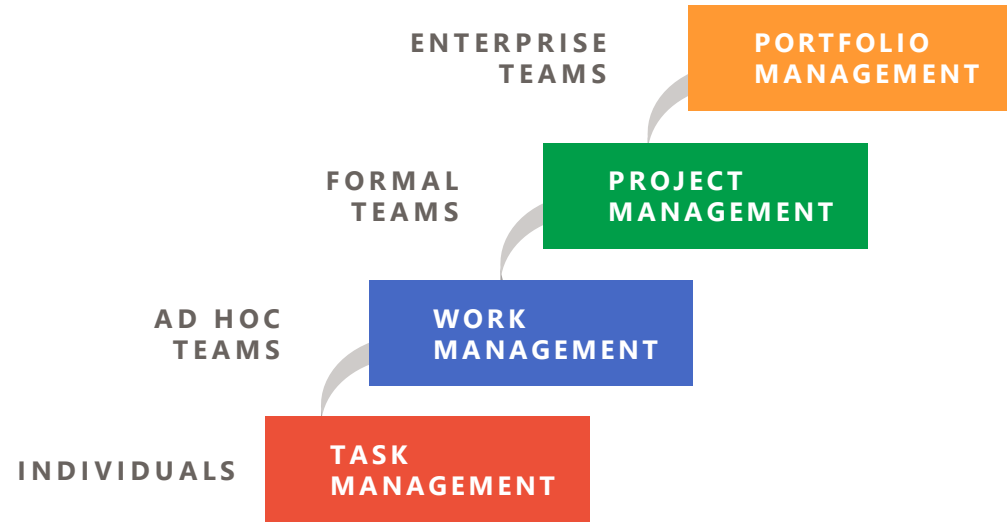 ENTERPRISE
TEAMS
PORTFOLIO
MANAGEMENT
FORMAL
TEAMS
PROJECT
MANAGEMENT
AD HOC
TEAMS
WORK
MANAGEMENT
INDIVIDUALS
TASK
MANAGEMENT